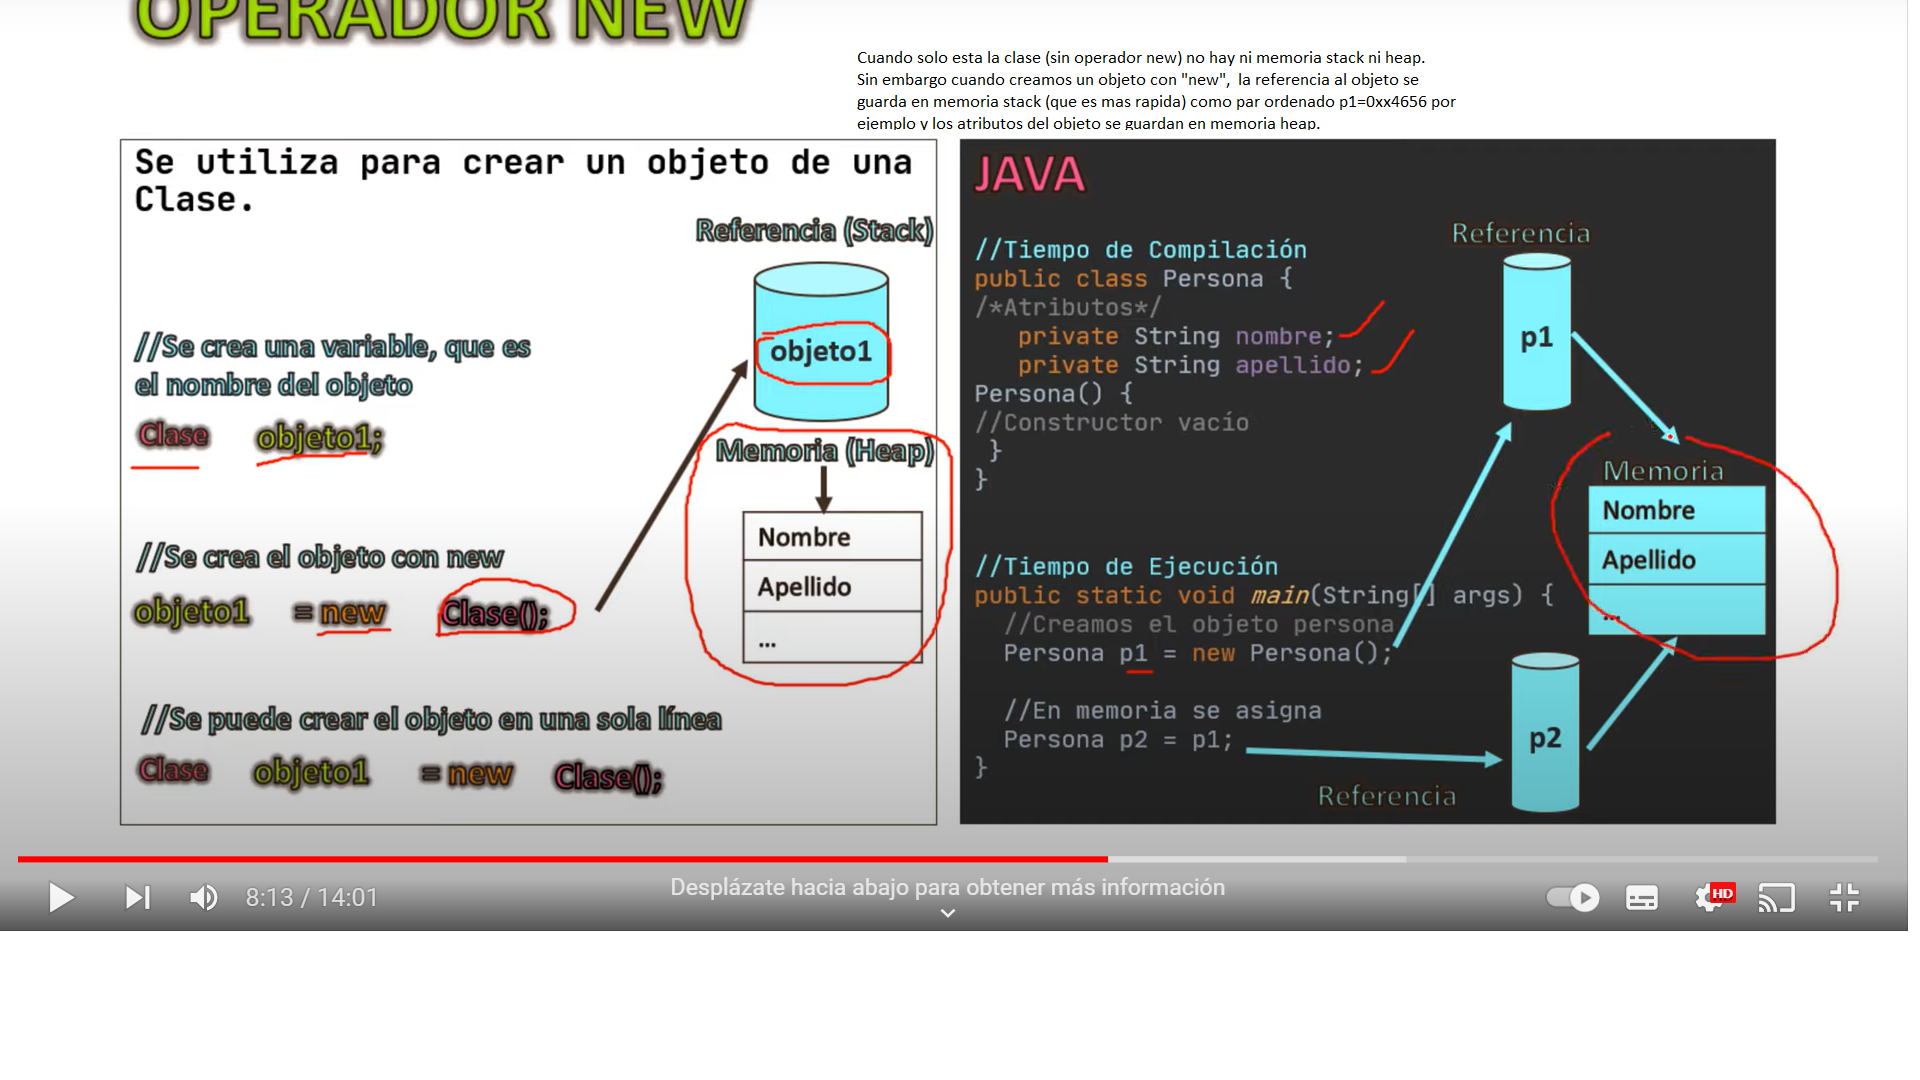 OPERADOR NEW
Cuando solo esta la clase (sin operador new) no hay ni memoria stack ni heap.
Sin embargo cuando creamos un objeto con "new",  la referencia al objeto se
guarda en memoria stack (que es mas rapida) como par ordenado p1=0xx4656 por
ejemplo y los atributos del objeto se guardan en memoria heap.
Se utiliza para crear un objeto de una
Clase.
Referencia (Stack)
objeto1
//Se crea una variable, que es
el nombre del objeto
Clase objeto1;
Memoria (Heap)
Nombre
Apellido
...
//Se crea el objeto con new
objeto1 = new Clase();
//Se puede crear el objeto en una sola línea
Clase objeto1 = new Clase();
JAVA
//Tiempo de Compilación
public class Persona {
/*Atributos*/
private String nombre;
private String apellido;
Persona() {
//Constructor vacío
}
}
//Tiempo de Ejecución
public static void main(String[] args) {
//Creamos el objeto persona
Persona p1 = new Persona();
//En memoria se asigna
Persona p2 = p1;
}
Referencia
p1
Memoria
Nombre
Apellido
...
p2
Referencia
8:13 / 14:01
Desplázate hacia abajo para obtener más información
HD